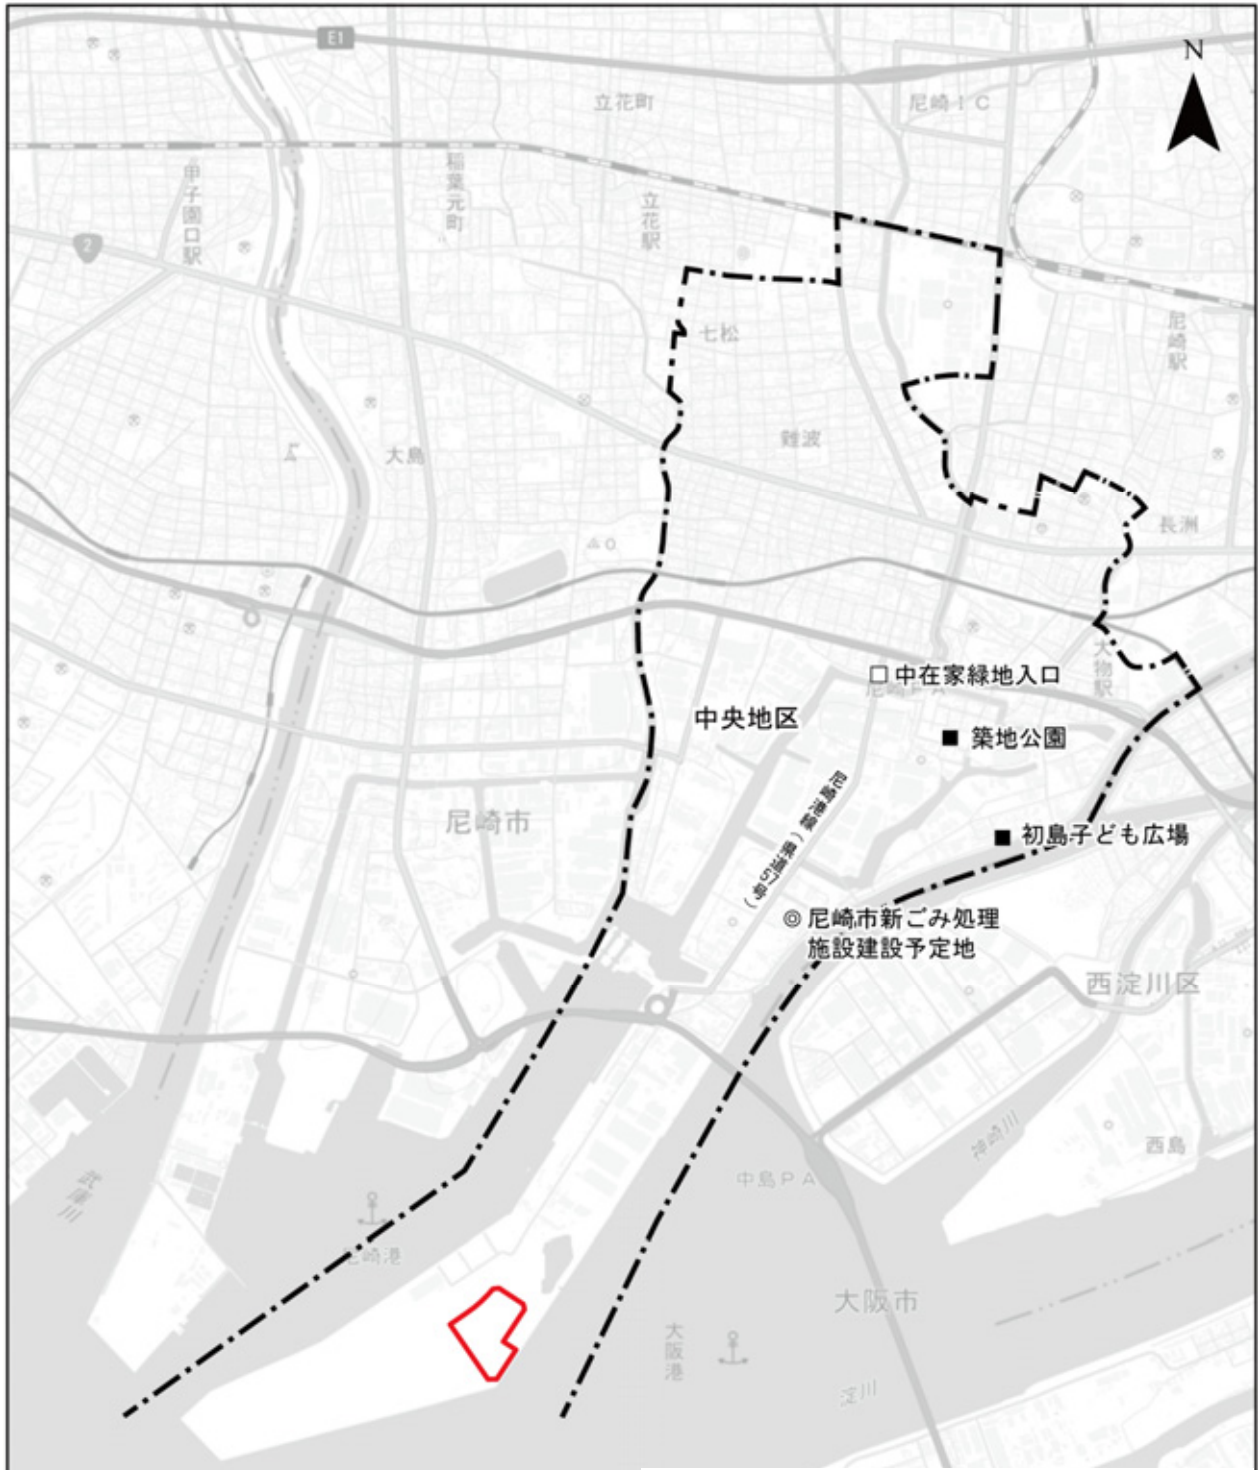 E1
N
立花町
尼崎IC
甲子園口駅
稲葉元町
立花駅
2
七松
尼崎駅
大島
難波
長洲
大物駅
□中在家緑地入口
尼崎PA
中央地区
■ 築地公園
尼崎港線（県道57号）
尼崎市
■ 初島子ども広場
◎尼崎市新ごみ処理
施設建設予定地
西淀川区
神崎川
西島
中島PA
武庫川
尼崎港
大阪市
大阪港
淀川